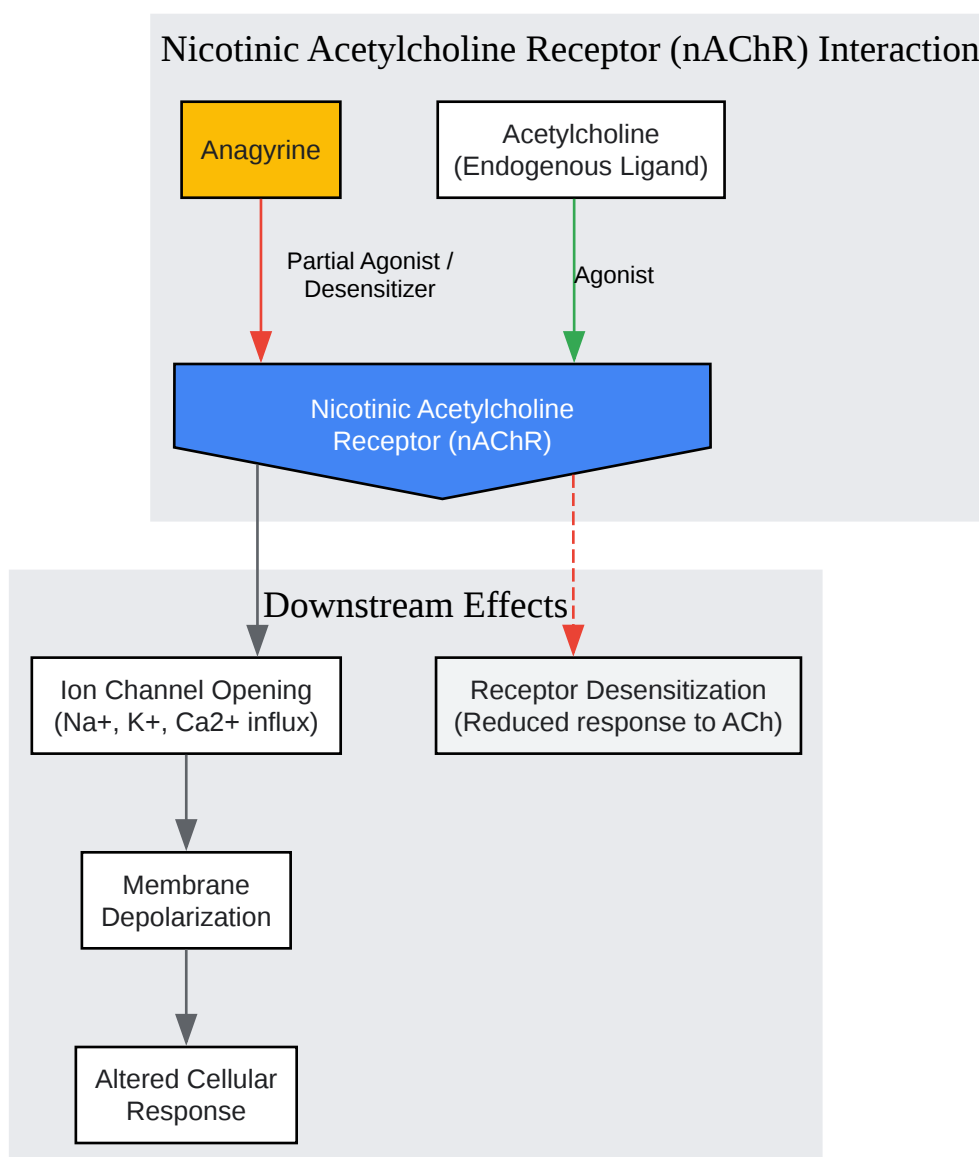 Nicotinic Acetylcholine Receptor (nAChR) Interaction
Anagyrine
Acetylcholine
(Endogenous Ligand)
Partial Agonist /
Desensitizer
Agonist
Nicotinic Acetylcholine
Receptor (nAChR)
Downstream Effects
Ion Channel Opening
(Na+, K+, Ca2+ influx)
Receptor Desensitization
(Reduced response to ACh)
Membrane
Depolarization
Altered Cellular
Response